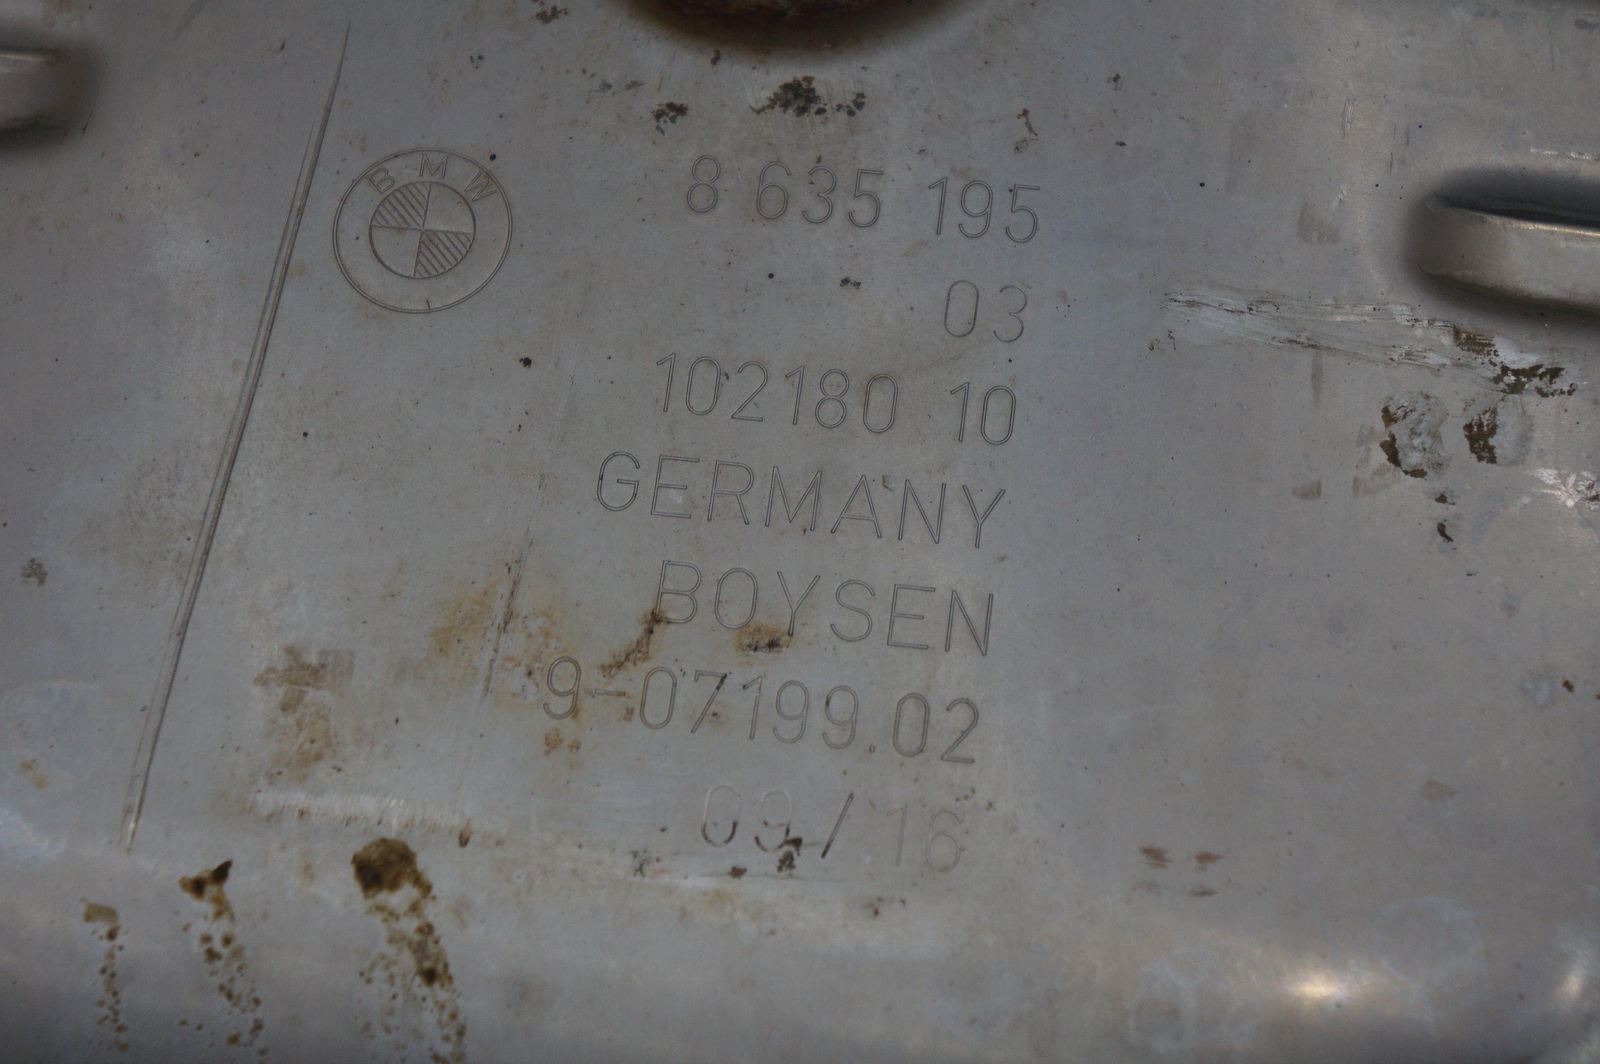 BMW
8 635 195
03
102180 10
GERMANY
BOYSEN
9-07199.02
09/16